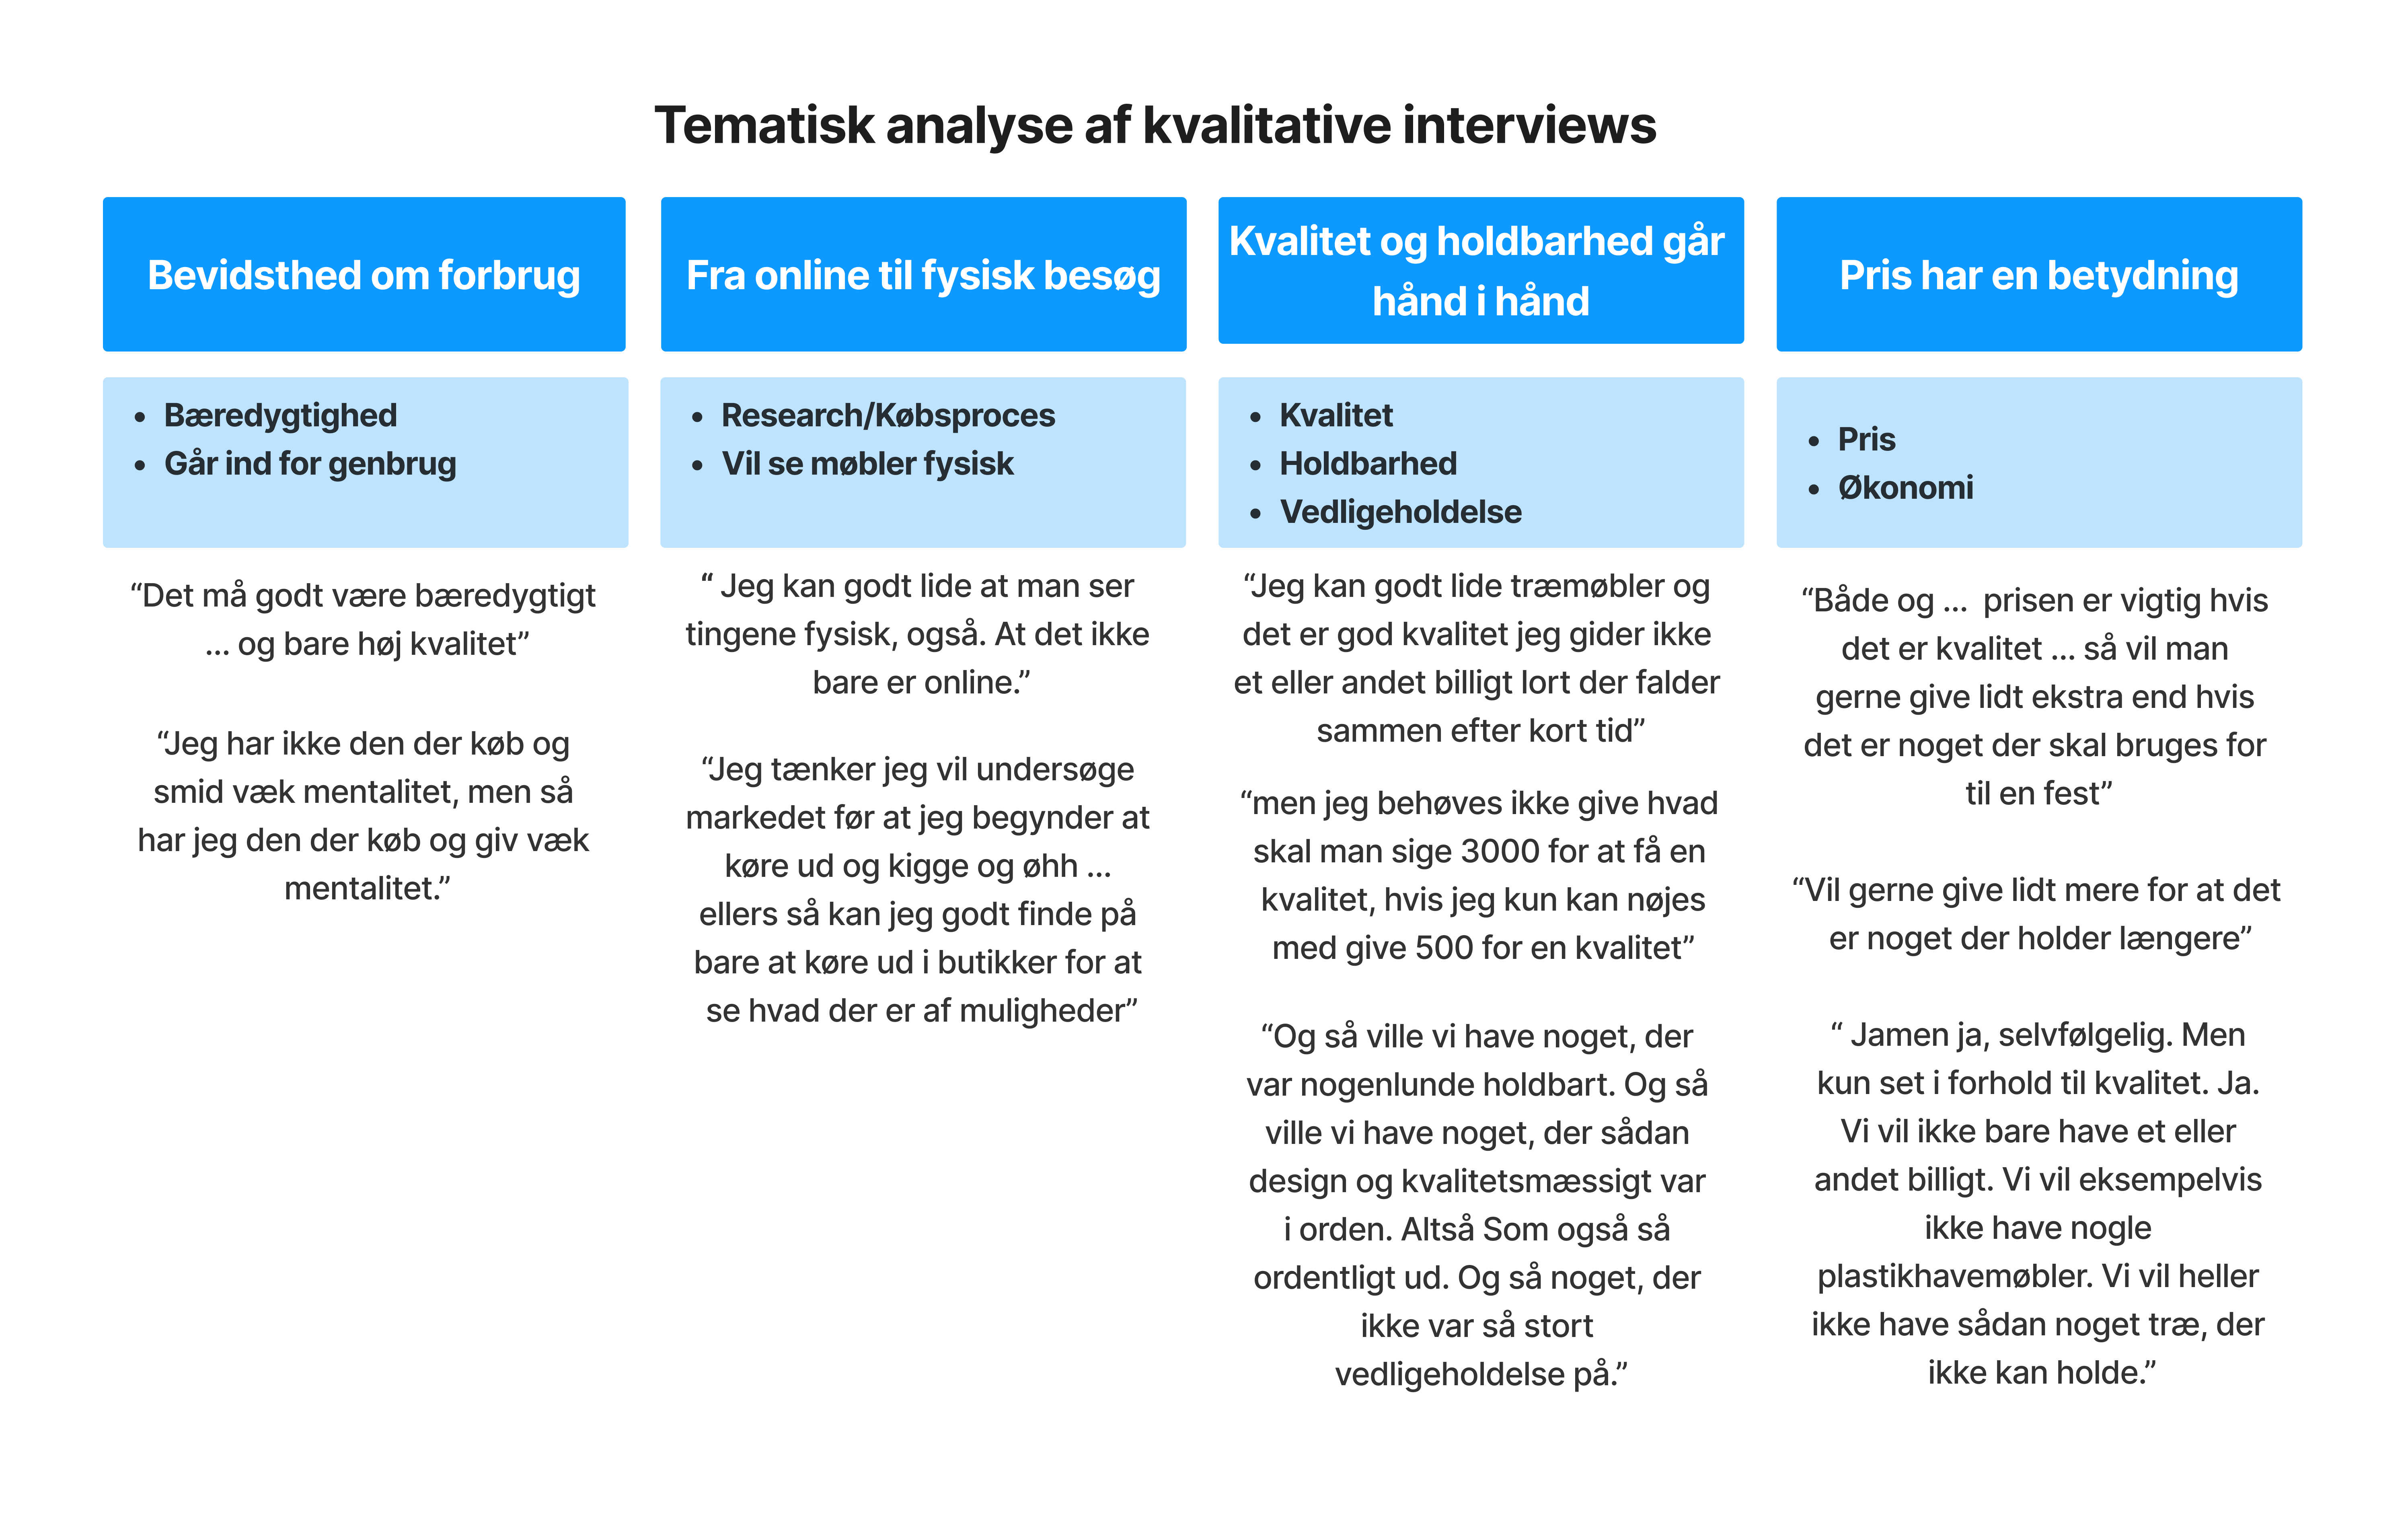 Tematisk analyse af kvalitative interviews
Bevidsthed om forbrug
• Bæredygtighed
• Går ind for genbrug
“Det må godt være bæredygtigt
... og bare høj kvalitet”
“Jeg har ikke den der køb og
smid væk mentalitet, men så
har jeg den der køb og giv væk
mentalitet.”
Fra online til fysisk besøg
• Research/Købsproces
• Vil se møbler fysisk
“ Jeg kan godt lide at man ser
tingene fysisk, også. At det ikke
bare er online.”
“Jeg tænker jeg vil undersøge
markedet før at jeg begynder at
køre ud og kigge og øhh ...
ellers så kan jeg godt finde på
bare at køre ud i butikker for at
se hvad der er af muligheder”
Kvalitet og holdbarhed går
hånd i hånd
• Kvalitet
• Holdbarhed
• Vedligeholdelse
“Jeg kan godt lide træmøbler og
det er god kvalitet jeg gider ikke
et eller andet billigt lort der falder
sammen efter kort tid”
“men jeg behøves ikke give hvad
skal man sige 3000 for at få en
kvalitet, hvis jeg kun kan nøjes
med give 500 for en kvalitet”
“Og så ville vi have noget, der
var nogenlunde holdbart. Og så
ville vi have noget, der sådan
design og kvalitetsmæssigt var
i orden. Altså Som også så
ordentligt ud. Og så noget, der
ikke var så stort
vedligeholdelse på.”
Pris har en betydning
• Pris
• Økonomi
“Både og ... prisen er vigtig hvis
det er kvalitet ... så vil man
gerne give lidt ekstra end hvis
det er noget der skal bruges for
til en fest”
“Vil gerne give lidt mere for at det
er noget der holder længere”
“ Jamen ja, selvfølgelig. Men
kun set i forhold til kvalitet. Ja.
Vi vil ikke bare have et eller
andet billigt. Vi vil eksempelvis
ikke have nogle
plastikhavemøbler. Vi vil heller
ikke have sådan noget træ, der
ikke kan holde.”